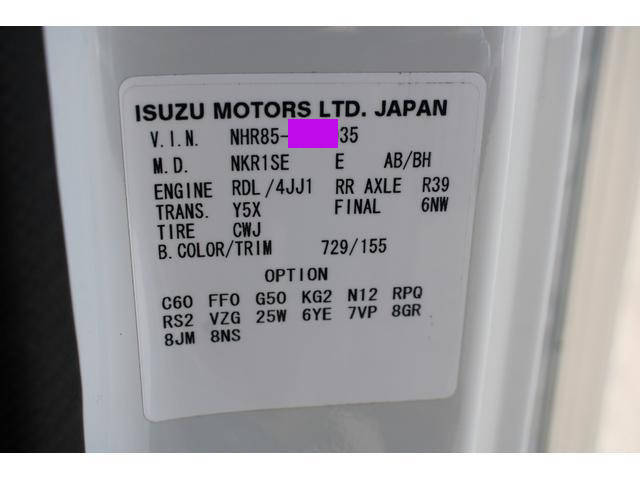 ISUZU MOTORS LTD. JAPAN
V.I.N. NHR85- 35
M.D. NKR1SE E AB/BH
ENGINE RDL/4JJ1 RR AXLE R39
TRANS. Y5X FINAL 6NW
TIRE CWJ
B.COLOR/TRIM 729/155
OPTION
C60 FF0 G50 KG2 N12 RPQ
RS2 VZG 25W 6YE 7VP 8GR
8JM 8NS